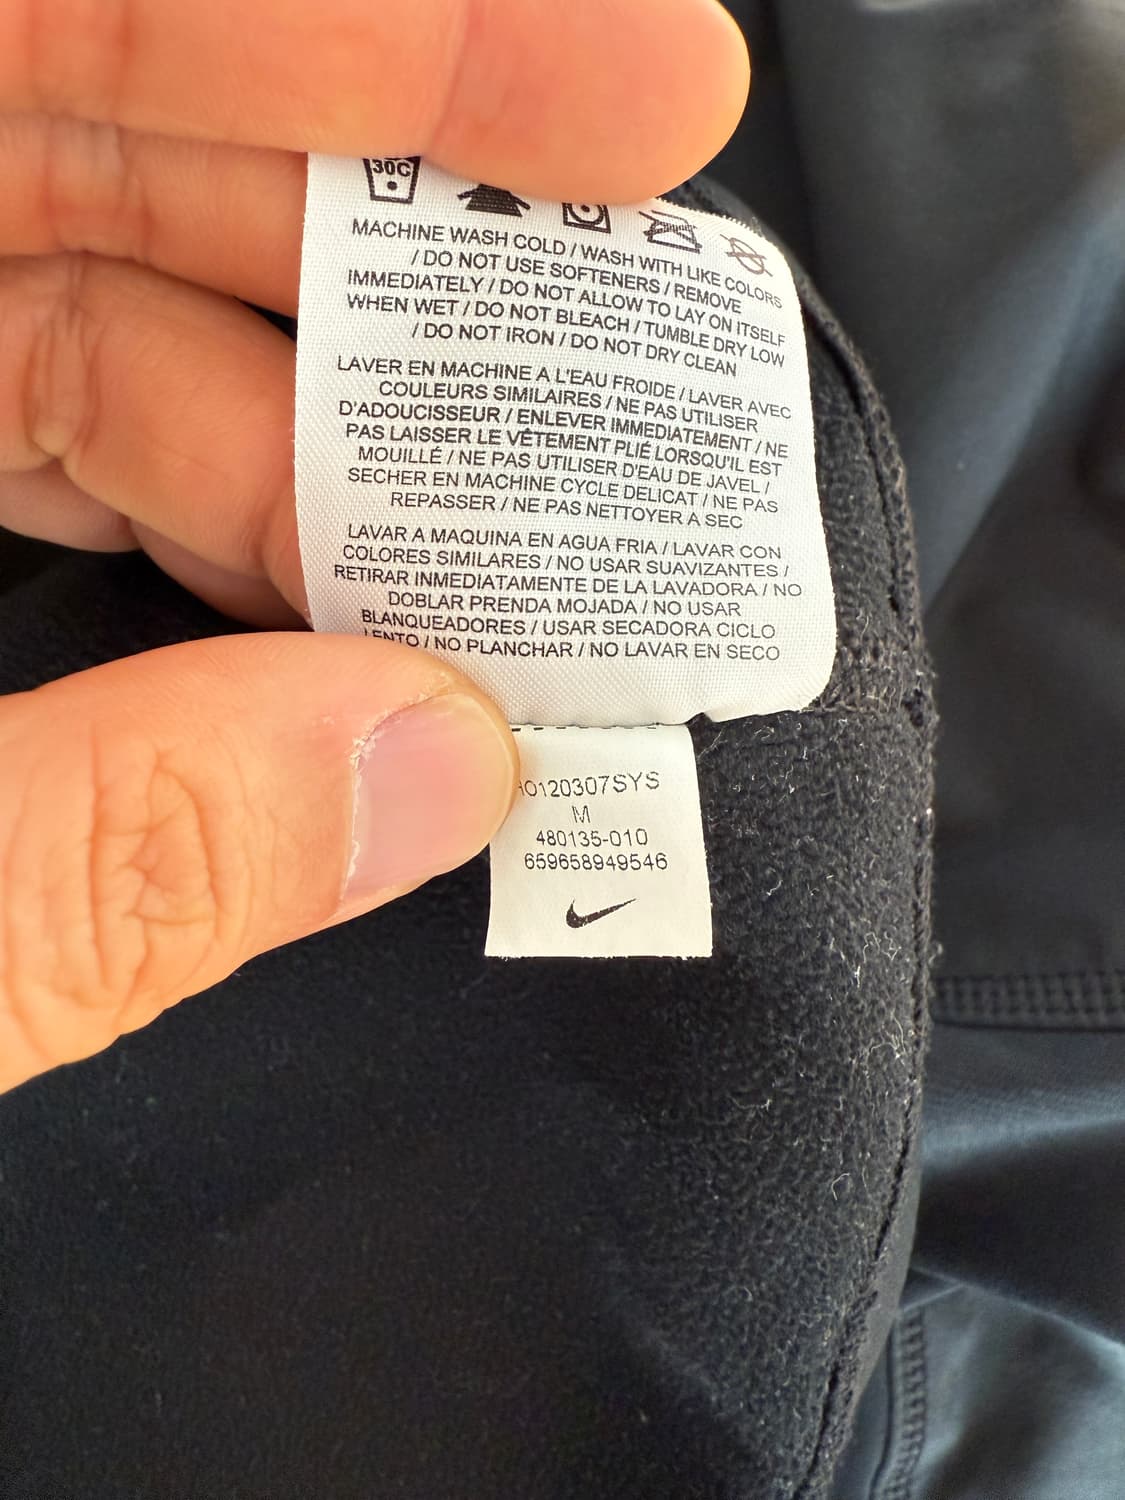 30C
MACHINE WASH COLD / WASH WITH LIKE COLORS
/ DO NOT USE SOFTENERS / REMOVE
IMMEDIATELY / DO NOT ALLOW TO LAY ON ITSELF
WHEN WET / DO NOT BLEACH / TUMBLE DRY LOW
/ DO NOT IRON / DO NOT DRY CLEAN
LAVER EN MACHINE A L'EAU FROIDE / LAVER AVEC
COULEURS SIMILAIRES / NE PAS UTILISER
D'ADOUCISSEUR / ENLEVER IMMEDIATEMENT / NE
PAS LAISSER LE VÊTEMENT PLIÉ LORSQU'IL EST
MOUILLÉ / NE PAS UTILISER D'EAU DE JAVEL /
SECHER EN MACHINE CYCLE DELICAT / NE PAS
REPASSER / NE PAS NETTOYER A SEC
LAVAR A MAQUINA EN AGUA FRIA / LAVAR CON
COLORES SIMILARES / NO USAR SUAVIZANTES /
RETIRAR INMEDIATAMENTE DE LA LAVADORA / NO
DOBLAR PRENDA MOJADA / NO USAR
BLANQUEADORES / USAR SECADORA CICLO
LENTO / NO PLANCHAR / NO LAVAR EN SECO
HO120307SYS
M
480135-010
659658949546